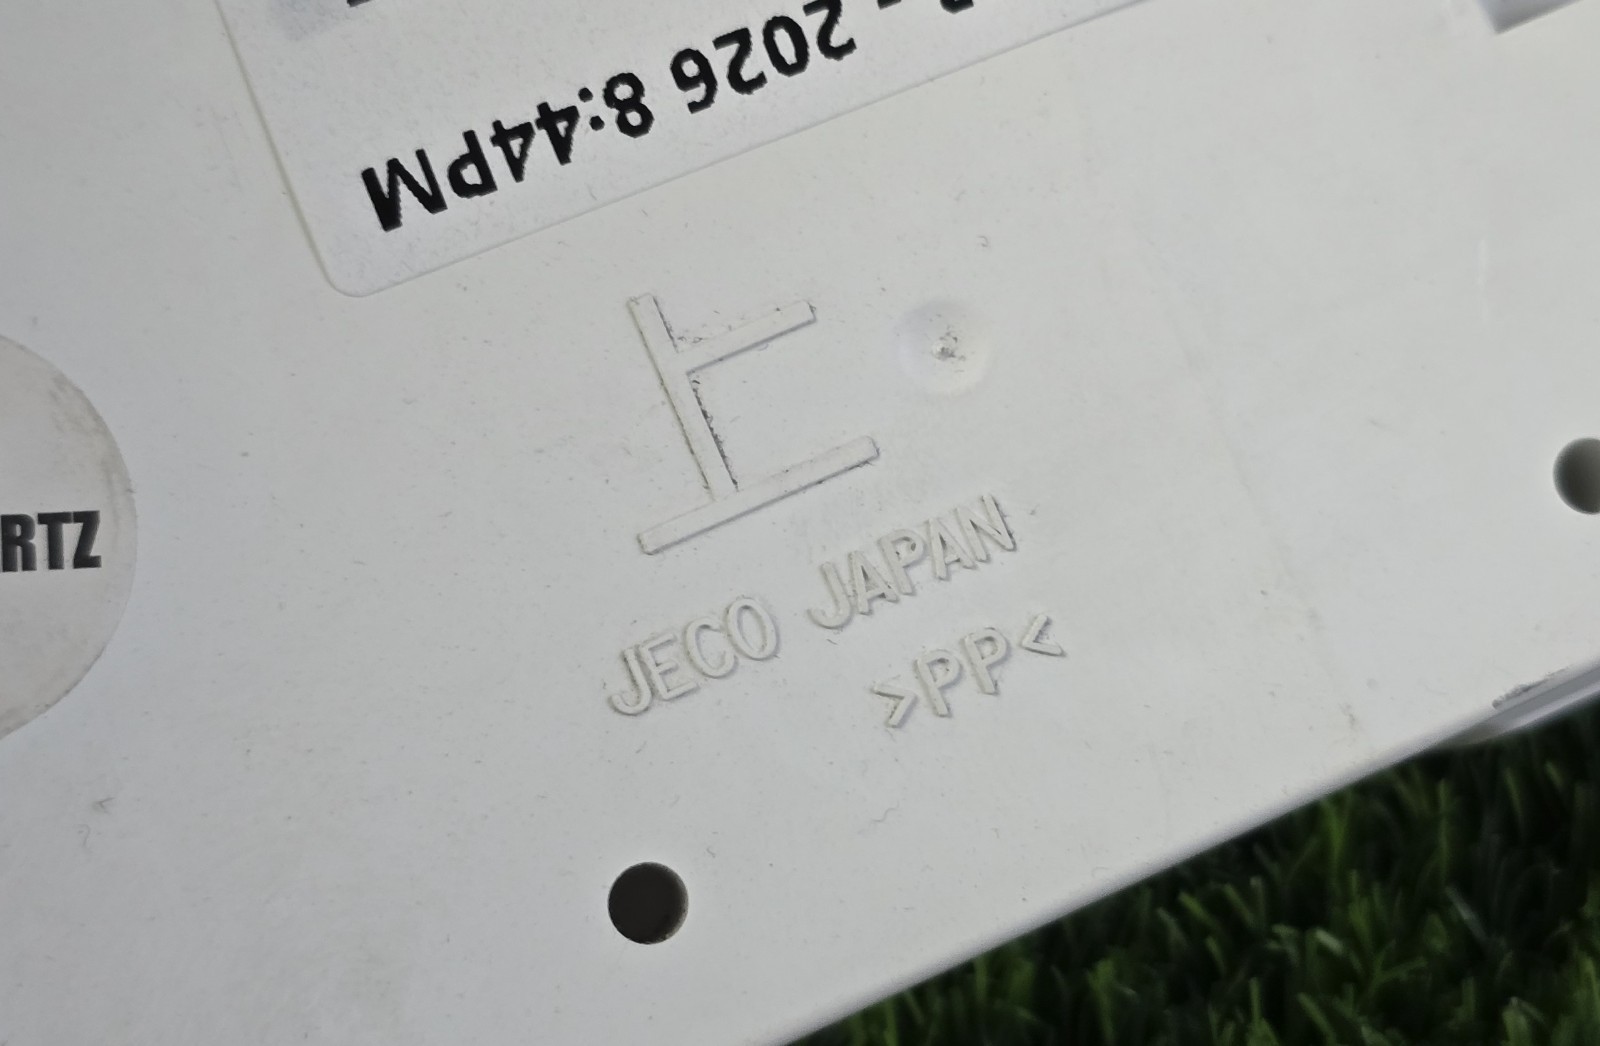 2026 8:44PM
上
JECO JAPAN
>PP<
RTZ